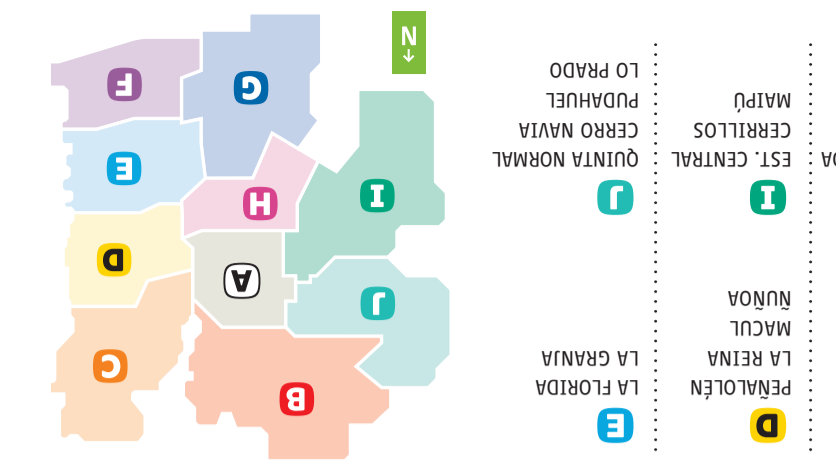 D
PEÑALOLÉN
LA REINA
MACUL
ÑUÑOA
E
LA FLORIDA
LA GRANJA
I
EST. CENTRAL
CERRILLOS
MAIPÚ
J
QUINTA NORMAL
CERRO NAVIA
PUDAHUEL
LO PRADO
B
C
J
A
D
H
I
E
G
F
N